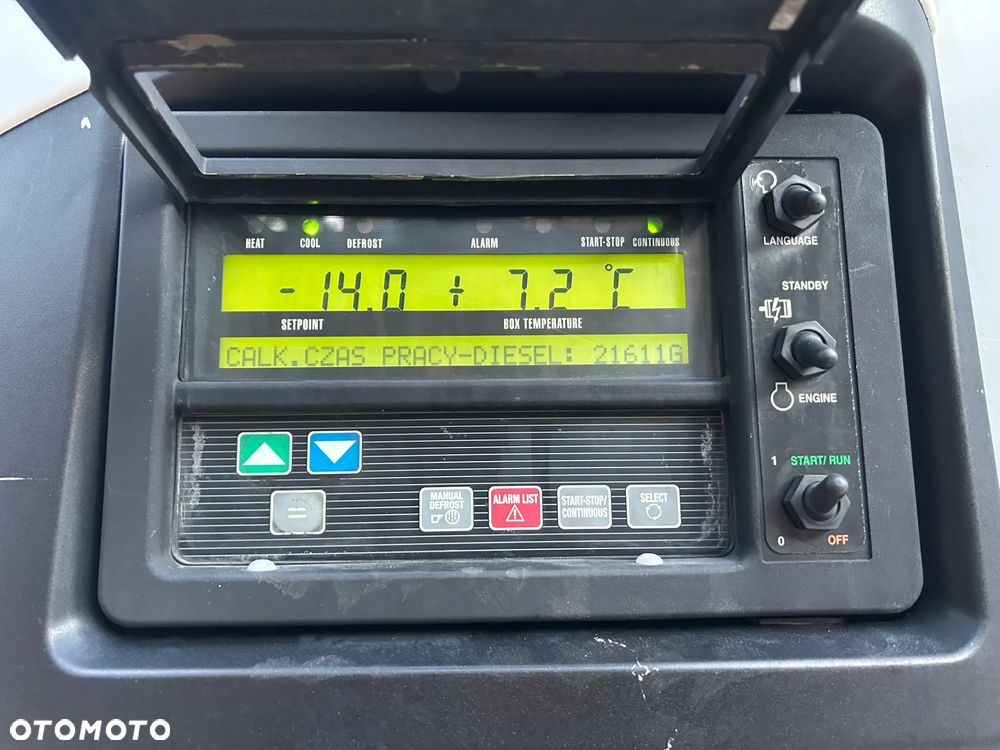 HEAT COOL DEFROST ALARM START-STOP CONTINUOUS
-14.0 + 7.2 °C
SETPOINT BOX TEMPERATURE
CALK.CZAS PRACY-DIESEL: 21611G
MANUAL DEFROST
ALARM LIST
START-STOP/ CONTINUOUS
SELECT
LANGUAGE
STANDBY
ENGINE
1 START/ RUN
0 OFF
OTOMOTO